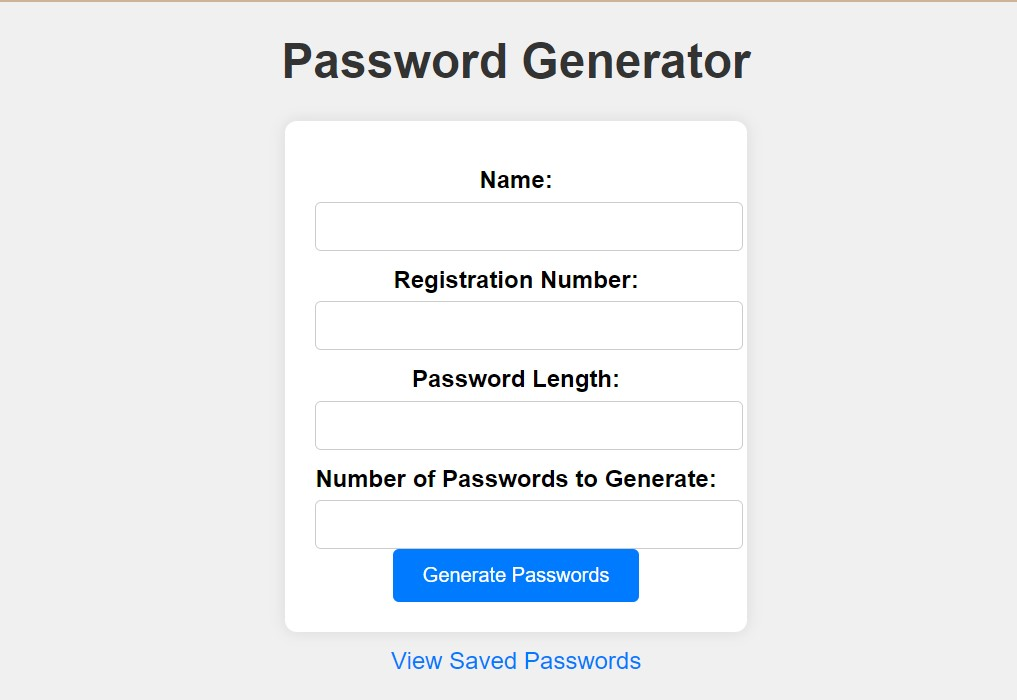 Password Generator
Name:
Registration Number:
Password Length:
Number of Passwords to Generate:
Generate Passwords
View Saved Passwords